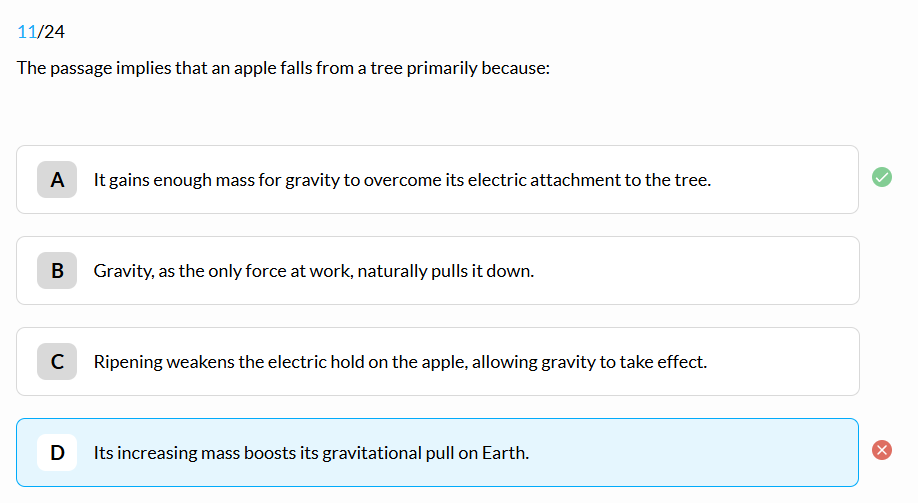 11/24
The passage implies that an apple falls from a tree primarily because:
A It gains enough mass for gravity to overcome its electric attachment to the tree.
B Gravity, as the only force at work, naturally pulls it down.
C Ripening weakens the electric hold on the apple, allowing gravity to take effect.
D Its increasing mass boosts its gravitational pull on Earth.